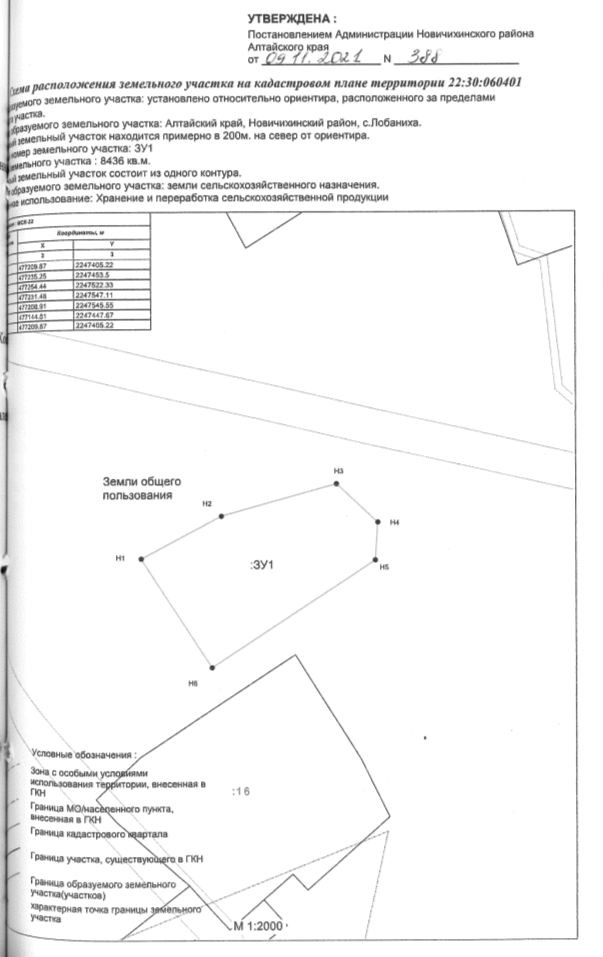 УТВЕРЖДЕНА :
Постановлением Администрации Новичихинского района
Алтайского края
от 09.11.2021 N 388
Схема расположения земельного участка на кадастровом плане территории 22:30:060401
земельного участка: установлено относительно ориентира, расположенного за пределами
участка.
образуемого земельного участка: Алтайский край, Новичихинский район, с.Лобаниха.
земельный участок находится примерно в 200м. на север от ориентира.
номер земельного участка: ЗУ1
земельного участка : 8436 кв.м.
земельный участок состоит из одного контура.
образуемого земельного участка: земли сельскохозяйственного назначения.
использование: Хранение и переработка сельскохозяйственной продукции
МСК-22
Координаты, м
X Y
2 3
477209.87 2247405.22
477235.25 2247453.5
477254.44 2247522.33
477231.48 2247547.11
477208.91 2247545.55
477144.81 2247447.67
477209.87 2247405.22
Земли общего
пользования
Н3
Н2
Н4
Н1
:ЗУ1
Н5
Н6
Условные обозначения :
Зона с особыми условиями
использования территории, внесенная в
ГКН
:16
Граница МО/населенного пункта,
внесенная в ГКН
Граница кадастрового квартала
Граница участка, существующего в ГКН
Граница образуемого земельного
участка(участков)
характерная точка границы земельного
участка
М 1:2000